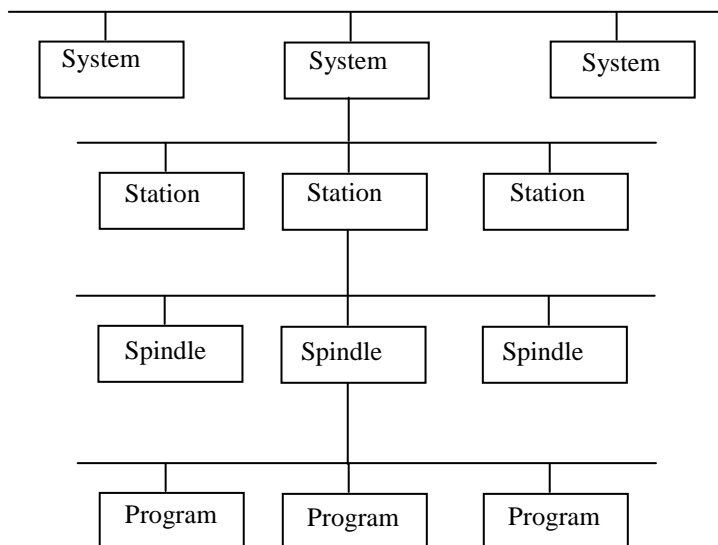 System System System
Station Station Station
Spindle Spindle Spindle
Program Program Program